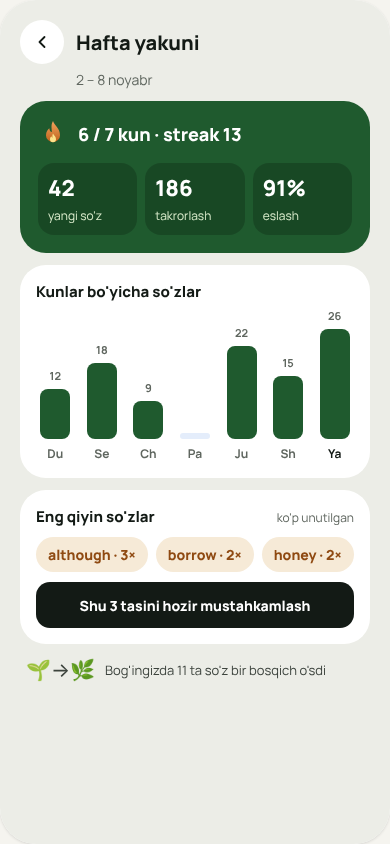 Hafta yakuni
2 – 8 noyabr
6 / 7 kun · streak 13
42 186 91%
yangi so'z takrorlash eslash
Kunlar bo'yicha so'zlar
12 18 9 22 15 26
Du Se Ch Pa Ju Sh Ya
Eng qiyin so'zlar ko'p unutilgan
although · 3× borrow · 2× honey · 2×
Shu 3 tasini hozir mustahkamlash
Bog'ingizda 11 ta so'z bir bosqich o'sdi